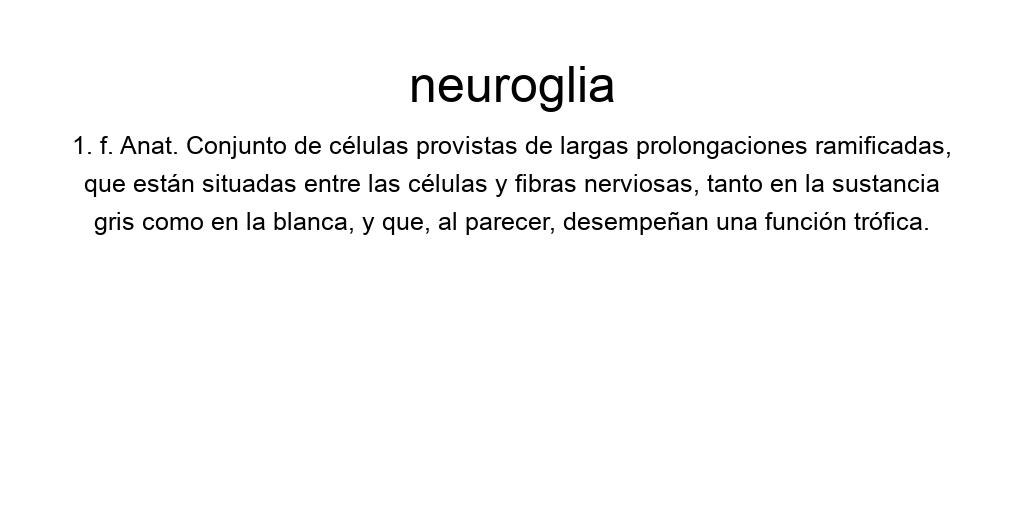 neuroglia
1. f. Anat. Conjunto de células provistas de largas prolongaciones ramificadas,
que están situadas entre las células y fibras nerviosas, tanto en la sustancia
gris como en la blanca, y que, al parecer, desempeñan una función trófica.